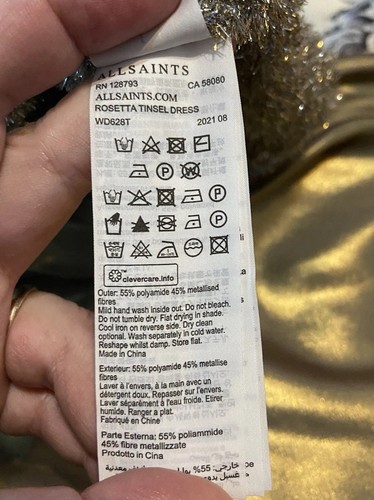 ALLSAINTS
RN 128793 CA 58080
ALLSAINTS.COM
ROSETTA TINSEL DRESS
WD628T 2021 08
P W
P
P
clevercare.info
Outer: 55% polyamide 45% metallised
fibres
Mild hand wash inside out. Do not bleach.
Do not tumble dry. Flat drying in shade.
Cool iron on reverse side. Dry clean
optional. Wash separately in cold water.
Reshape whilst damp. Store flat.
Made in China
Exterieur: 55% polyamide 45% metallise
fibres
Laver à l'envers, à la main avec un
détergent doux. Repasser sur l'envers.
Laver séparément à l'eau froide. Etirer
humide. Ranger a plat.
Fabriqué en Chine
Parte Esterna: 55% poliammide
45% fibre metallizzate
Prodotto in Cina
خارجي: 55%